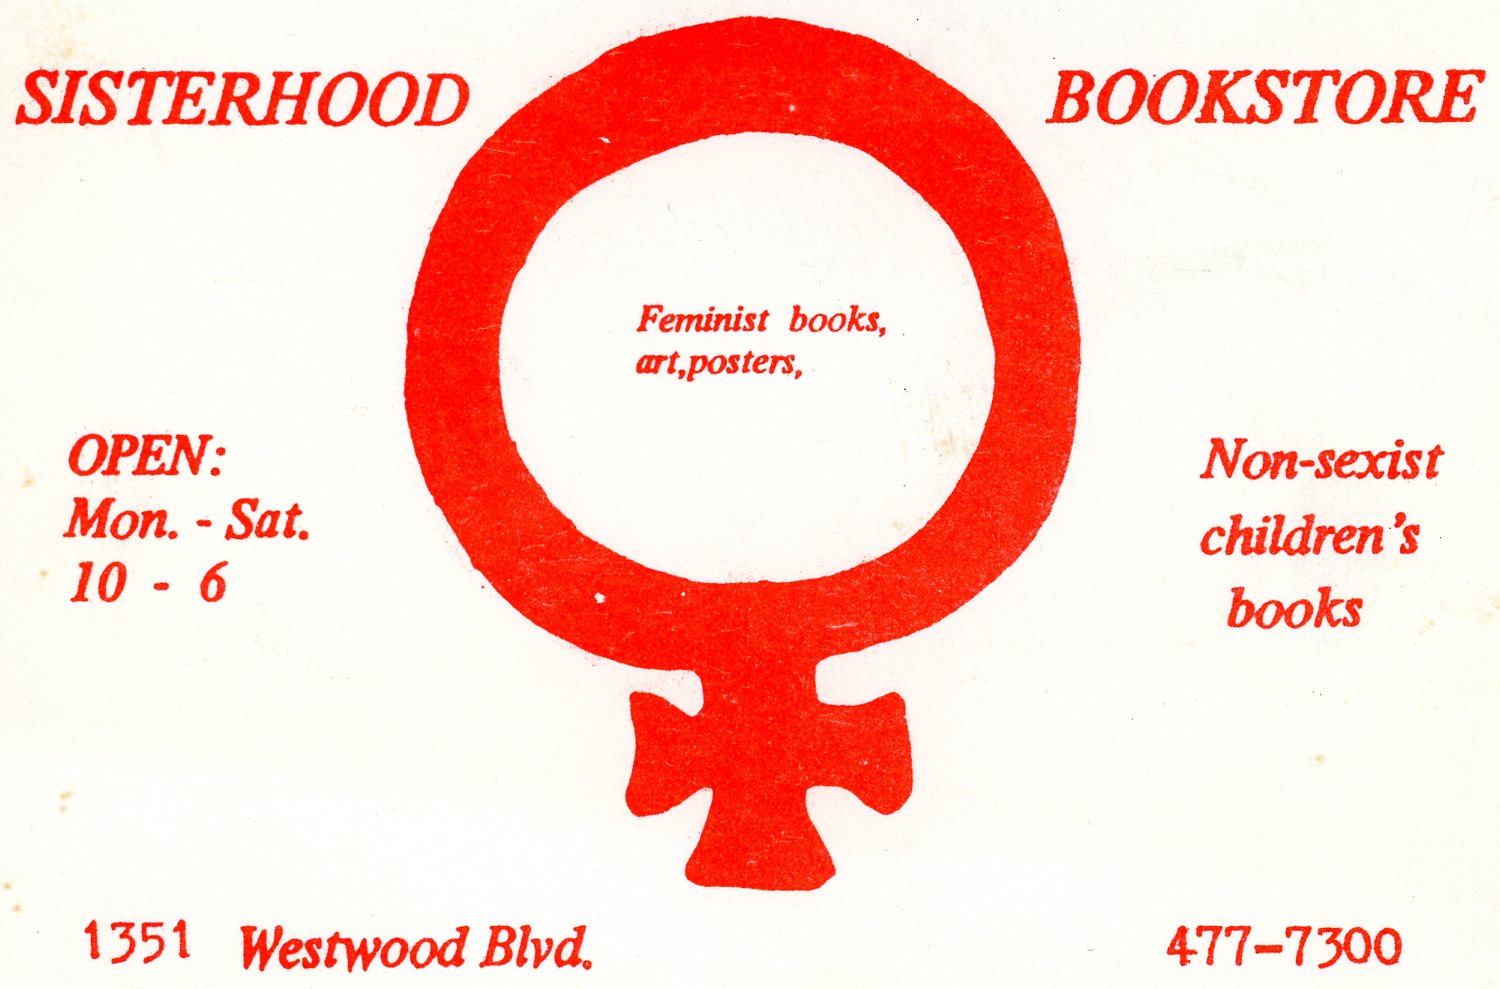 SISTERHOOD BOOKSTORE
Feminist books,
art,posters,
OPEN:
Mon. - Sat.
10 - 6
Non-sexist
children's
books
1351 Westwood Blvd.
477-7300